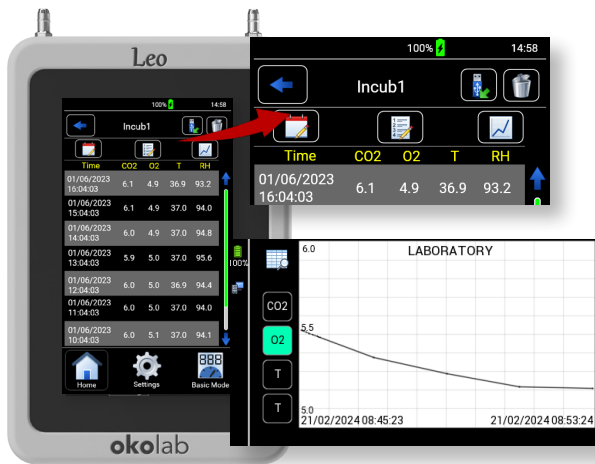 Leo
100% 14:58
Incub1
Time CO2 O2 T RH
01/06/2023
16:04:03 6.1 4.9 36.9 93.2
01/06/2023
15:04:03 6.1 4.9 37.0 94.0
01/06/2023
14:04:03 6.0 4.9 37.0 94.8
01/06/2023
13:04:03 5.9 5.0 37.0 95.6
01/06/2023
12:04:03 6.0 5.0 36.9 94.4
01/06/2023
11:04:03 6.0 5.0 37.0 94.0
01/06/2023
10:04:03 6.0 5.1 37.0 94.1
Home Settings Basic Mode
okolab
100% 14:58
Incub1
Time CO2 O2 T RH
01/06/2023
16:04:03 6.1 4.9 36.9 93.2
100%
CO2
O2
T
T
LABORATORY
6.0
5.5
5.0
21/02/2024 08:45:23 21/02/2024 08:53:24